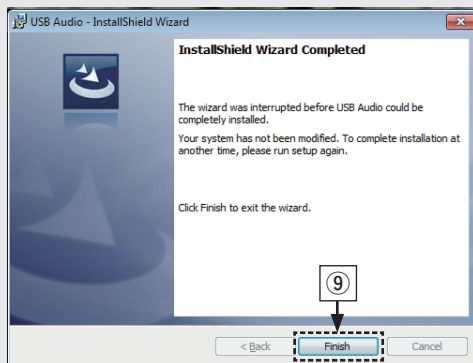 USB Audio - InstallShield Wizard
InstallShield Wizard Completed
The wizard was interrupted before USB Audio could be
completely installed.
Your system has not been modified. To complete installation at
another time, please run setup again.
Click Finish to exit the wizard.
⑨
< Back
Finish
Cancel